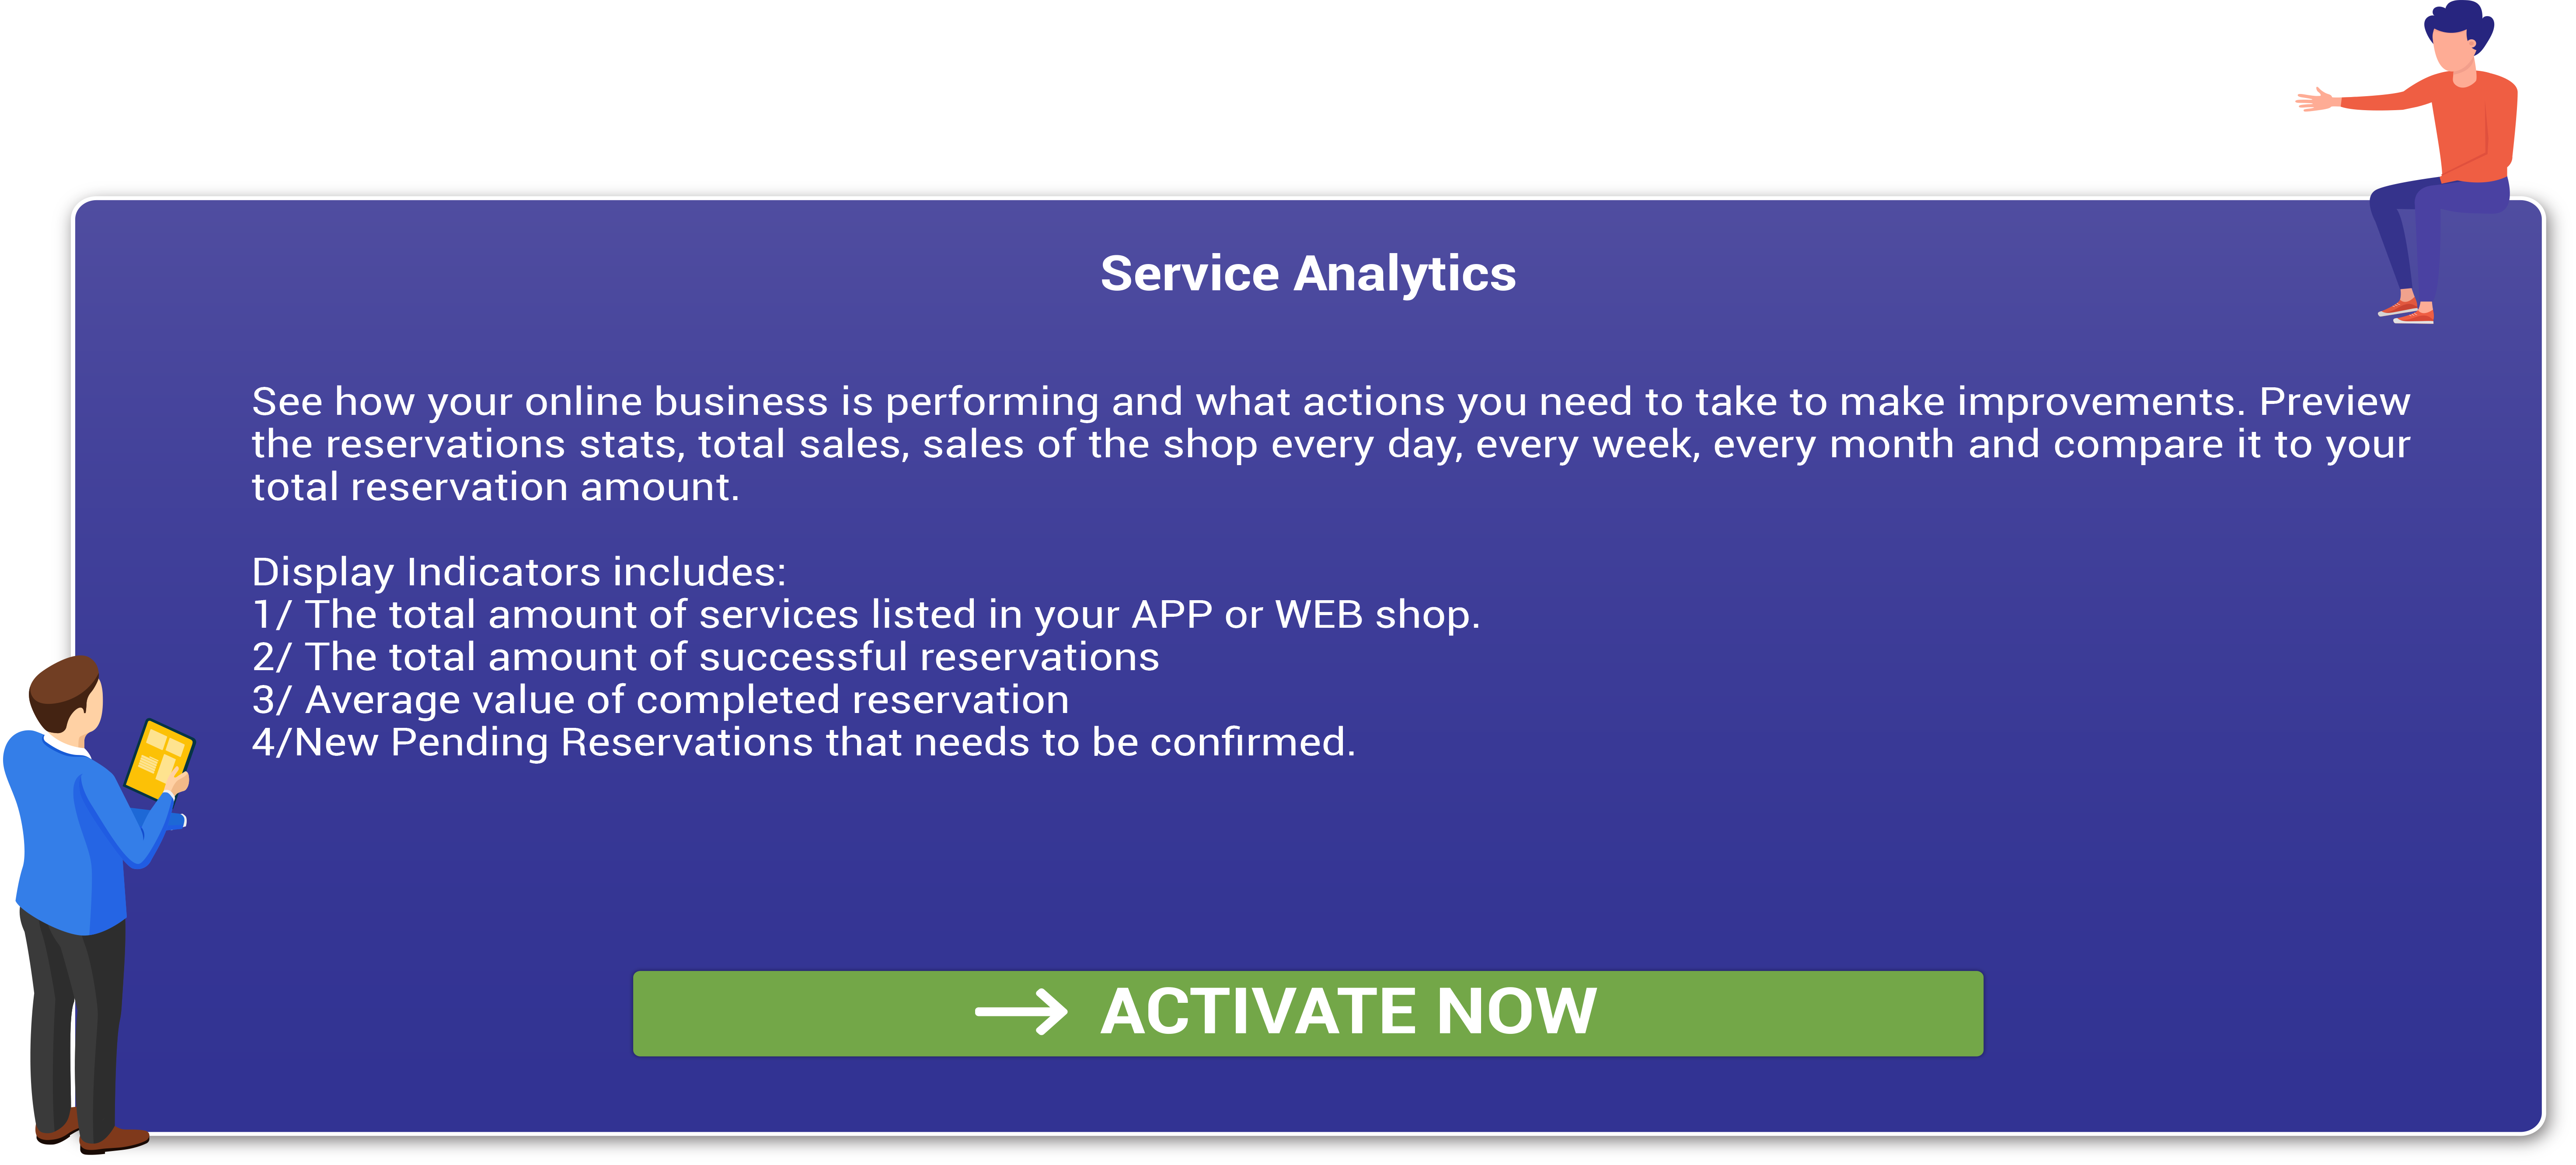 Service Analytics
See how your online business is performing and what actions you need to take to make improvements. Preview
the reservations stats, total sales, sales of the shop every day, every week, every month and compare it to your
total reservation amount.
Display Indicators includes:
1/ The total amount of services listed in your APP or WEB shop.
2/ The total amount of successful reservations
3/ Average value of completed reservation
4/New Pending Reservations that needs to be confirmed.
ACTIVATE NOW